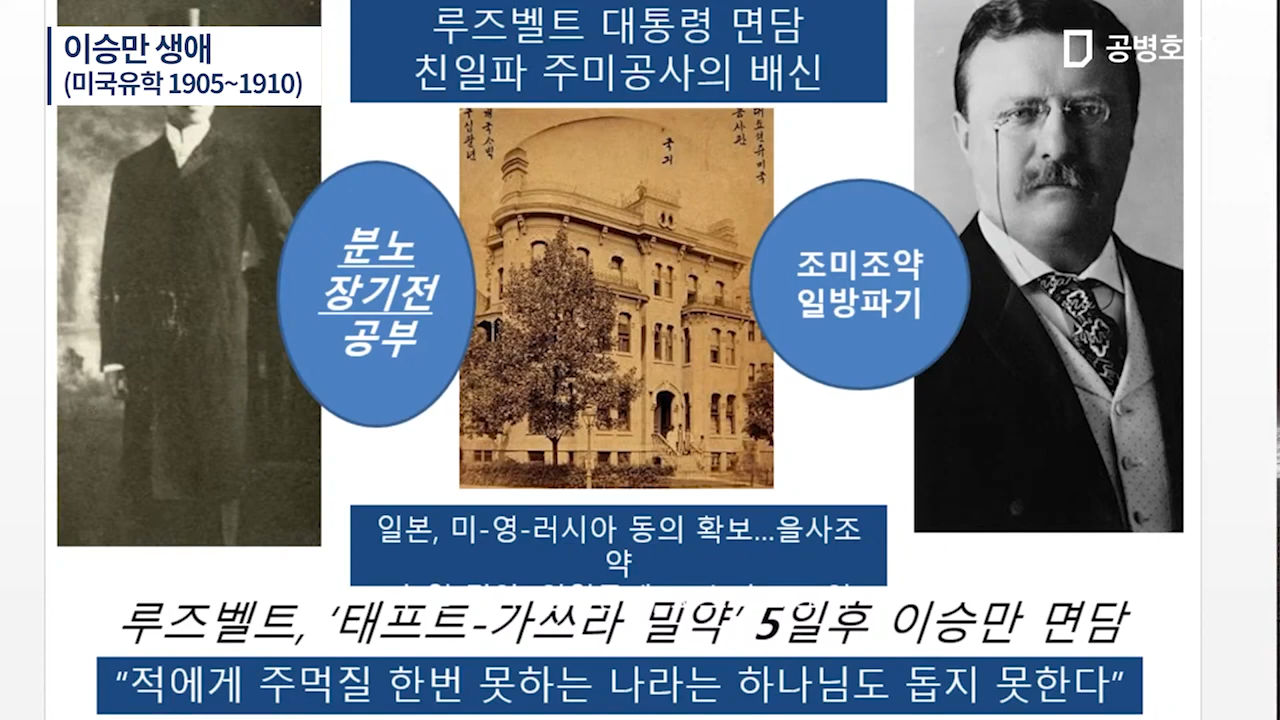 루즈벨트 대통령 면담
친일파 주미공사의 배신
이승만 생애
(미국유학 1905~1910)
공병호
분노
장기전
공부
국긔
조미조약
일방파기
일본, 미-영-러시아 동의 확보...을사조
약
루즈벨트, ‘태프트-가쓰라 밀약’ 5일후 이승만 면담
“적에게 주먹질 한번 못하는 나라는 하나님도 돕지 못한다”